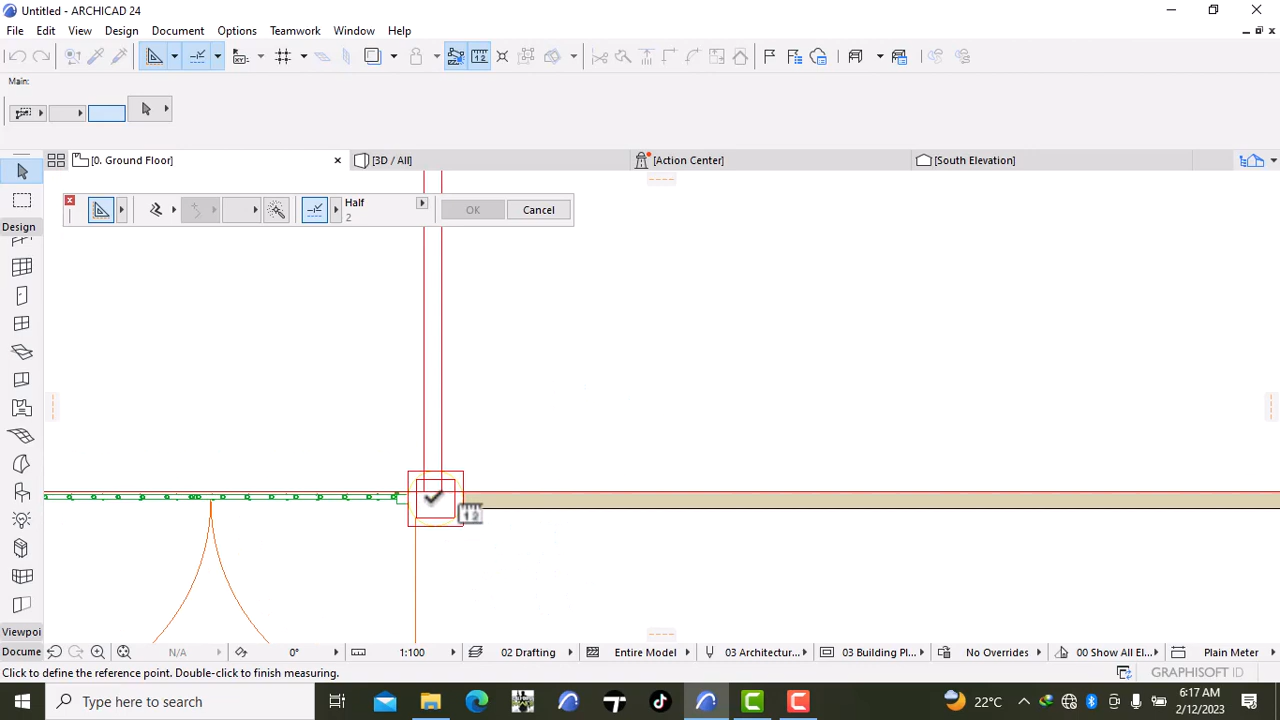 Untitled - ARCHICAD 24
File Edit View Design Document Options Teamwork Window Help
Main:
[0. Ground Floor] [3D / All] [Action Center] [South Elevation]
Half
2
OK Cancel
Design
1 2
Viewpoi
Docume N/A 0° 1:100 02 Drafting Entire Model 03 Architectur... 03 Building Pl... No Overrides 00 Show All El... Plain Meter
Click to define the reference point. Double-click to finish measuring.
GRAPHISOFT ID
Type here to search
22°C
6:17 AM
2/12/2023